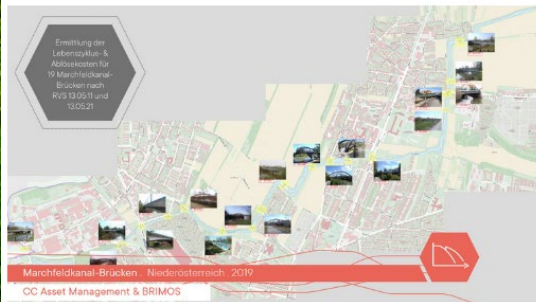 Ermittlung der
Lebenszyklus- &
Ablösekosten für
19 Marchfeldkanal-
Brücken nach
RVS 13.05.11 und
13.05.21
Marchfeldkanal-Brücken . Niederösterreich 2019
CC Asset Management & BRIMOS